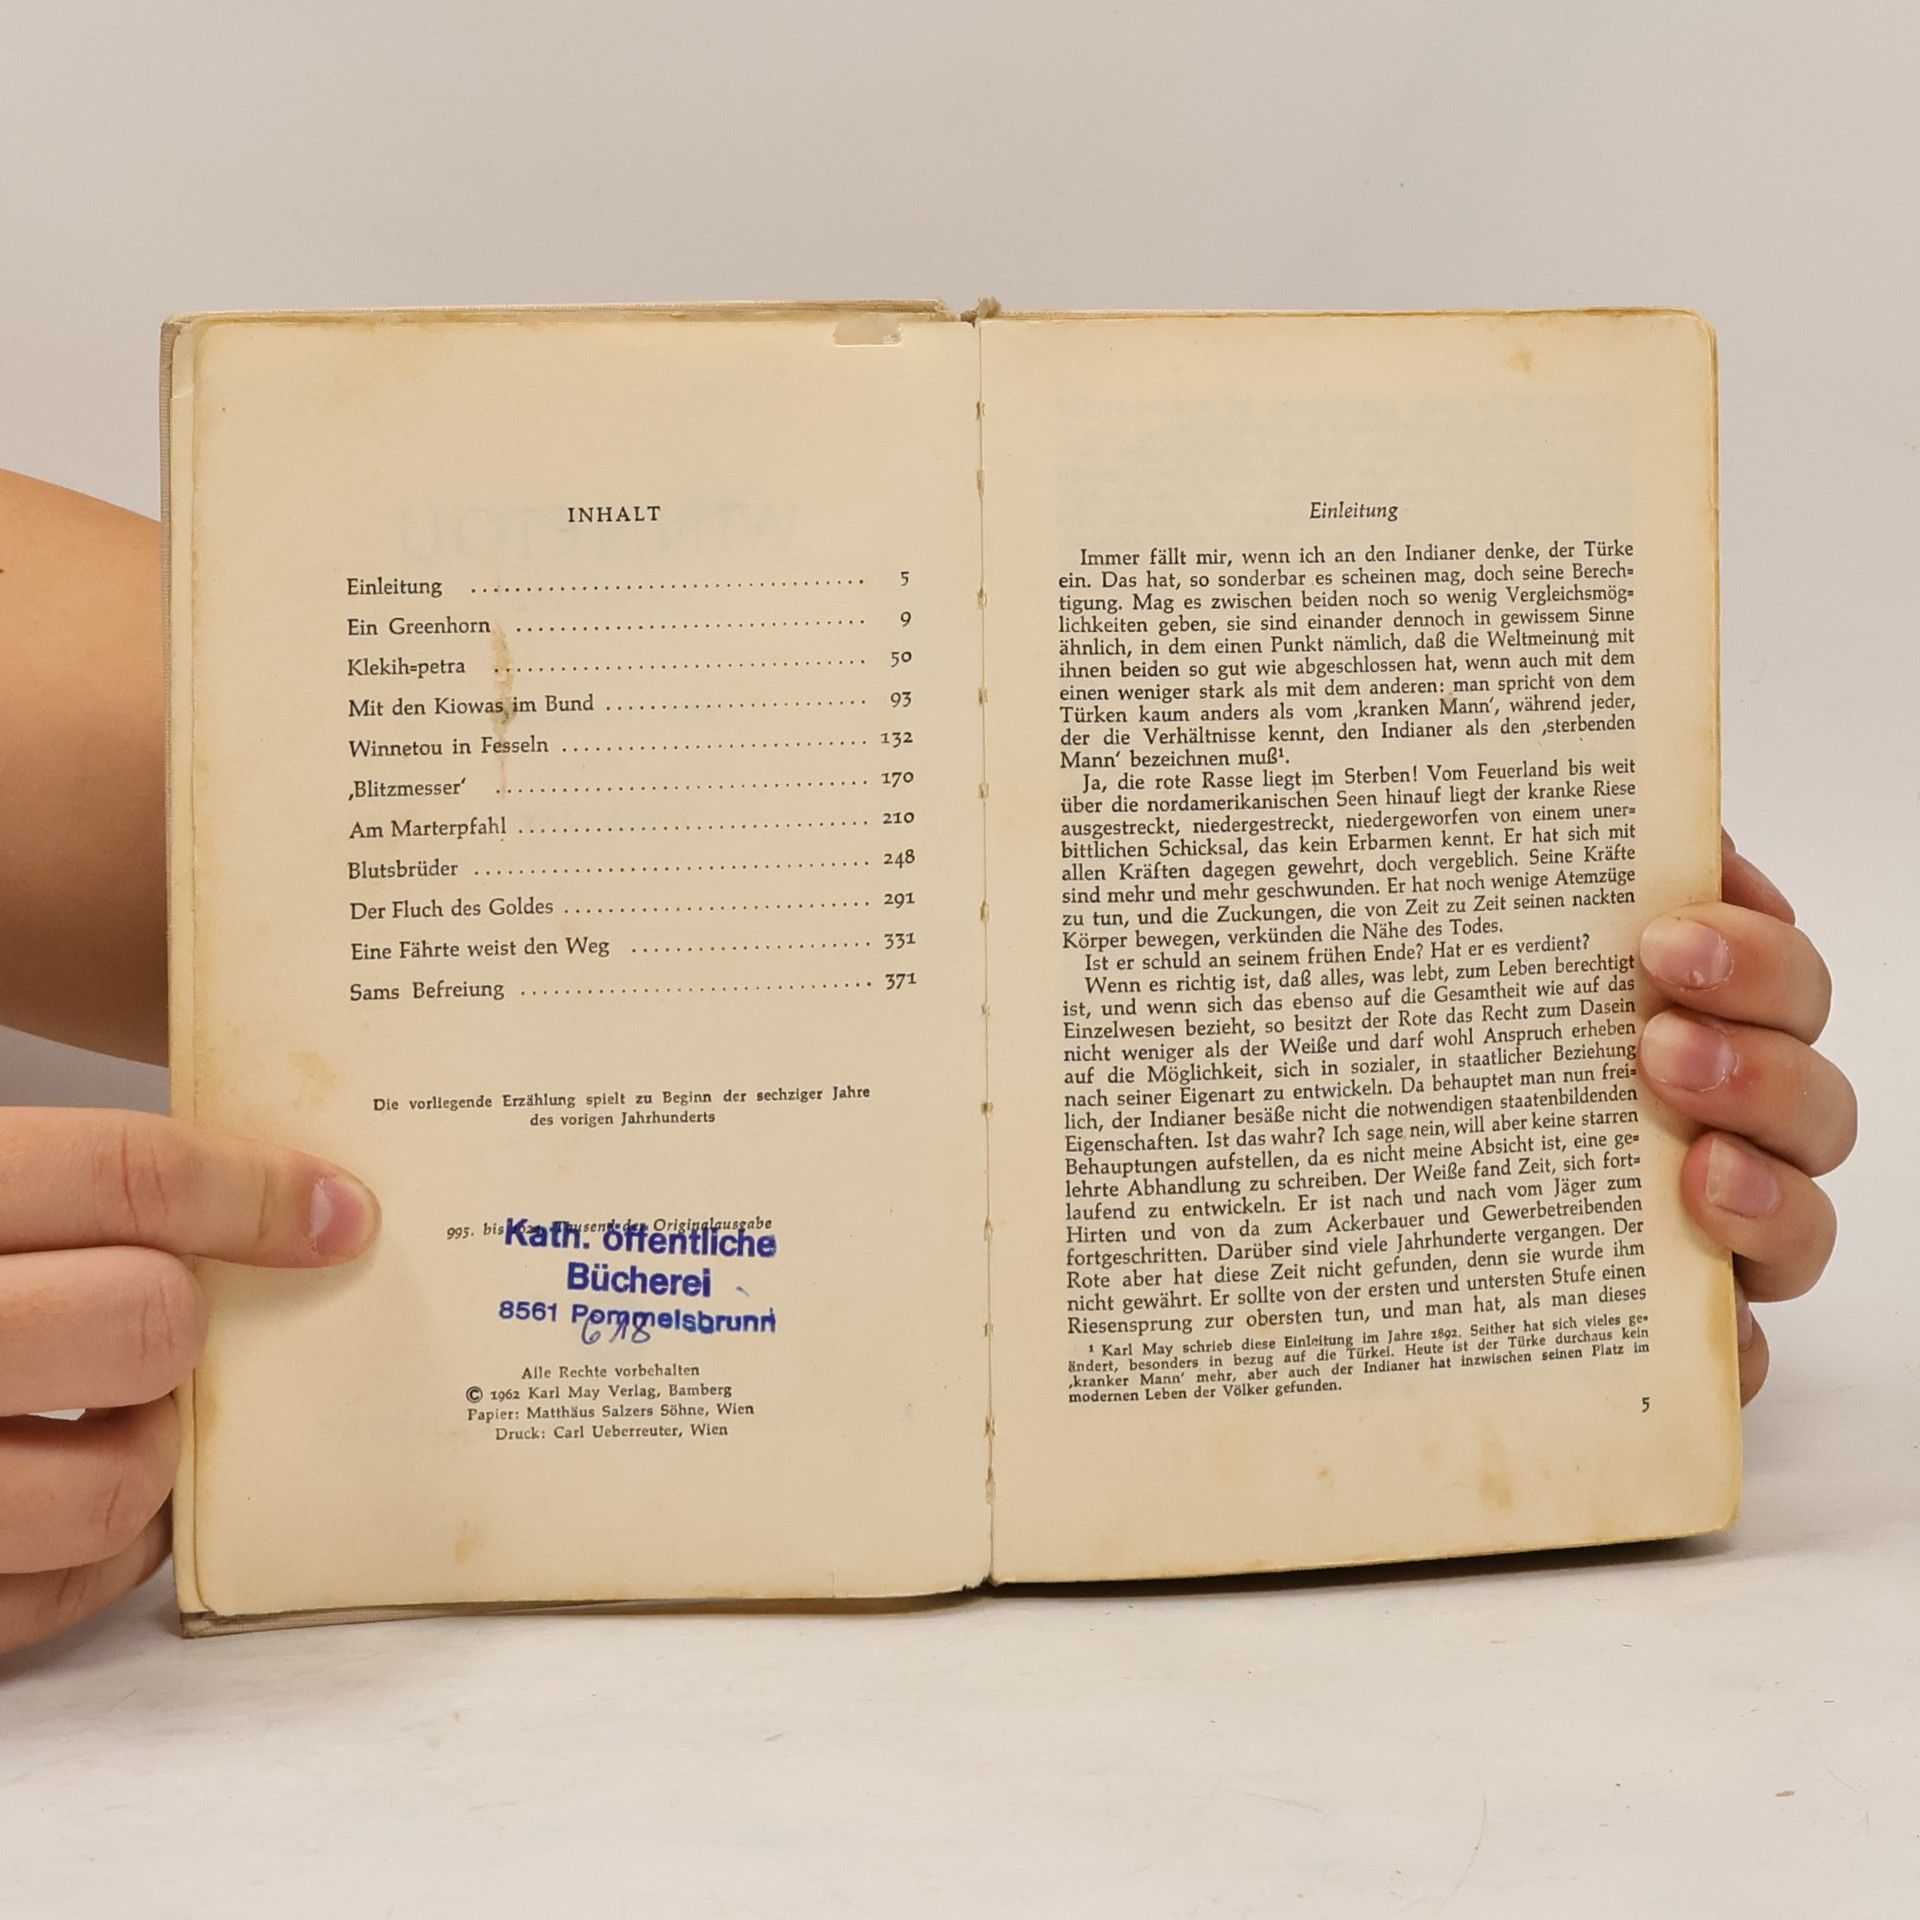 INHALT
Einleitung ..................................... 5
Ein Greenhorn ................................. 9
Klekih=petra ................................... 50
Mit den Kiowas im Bund ......................... 93
Winnetou in Fesseln ............................ 132
‚Blitzmesser‘ ................................... 170
Am Marterpfahl ................................. 210
Blutsbrüder ..................................... 248
Der Fluch des Goldes ........................... 291
Eine Fährte weist den Weg ...................... 331
Sams Befreiung ................................. 371
Die vorliegende Erzählung spielt zu Beginn der sechziger Jahre
des vorigen Jahrhunderts
995. bis Tausend der Originalausgabe
Kath. öffentliche
Bücherei
8561 Pommelsbrunn
618
Alle Rechte vorbehalten
© 1962 Karl May Verlag, Bamberg
Papier: Matthäus Salzers Söhne, Wien
Druck: Carl Ueberreuter, Wien
Einleitung
Immer fällt mir, wenn ich an den Indianer denke, der Türke
ein. Das hat, so sonderbar es scheinen mag, doch seine Berech=
tigung. Mag es zwischen beiden noch so wenig Vergleichsmög=
lichkeiten geben, sie sind einander dennoch in gewissem Sinne
ähnlich, in dem einen Punkt nämlich, daß die Weltmeinung mit
ihnen beiden so gut wie abgeschlossen hat, wenn auch mit dem
einen weniger stark als mit dem anderen: man spricht von dem
Türken kaum anders als vom ‚kranken Mann‘, während jeder,
der die Verhältnisse kennt, den Indianer als den ‚sterbenden
Mann‘ bezeichnen muß¹.
Ja, die rote Rasse liegt im Sterben! Vom Feuerland bis weit
über die nordamerikanischen Seen hinauf liegt der kranke Riese
ausgestreckt, niedergestreckt, niedergeworfen von einem uner=
bittlichen Schicksal, das kein Erbarmen kennt. Er hat sich mit
allen Kräften dagegen gewehrt, doch vergeblich. Seine Kräfte
sind mehr und mehr geschwunden. Er hat noch wenige Atemzüge
zu tun, und die Zuckungen, die von Zeit zu Zeit seinen nackten
Körper bewegen, verkünden die Nähe des Todes.
Ist er schuld an seinem frühen Ende? Hat er es verdient?
Wenn es richtig ist, daß alles, was lebt, zum Leben berechtigt
ist, und wenn sich das ebenso auf die Gesamtheit wie auf das
Einzelwesen bezieht, so besitzt der Rote das Recht zum Dasein
nicht weniger als der Weiße und darf wohl Anspruch erheben
auf die Möglichkeit, sich in sozialer, in staatlicher Beziehung
nach seiner Eigenart zu entwickeln. Da behauptet man nun frei=
lich, der Indianer besäße nicht die notwendigen staatenbildenden
Eigenschaften. Ist das wahr? Ich sage nein, will aber keine starren
Behauptungen aufstellen, da es nicht meine Absicht ist, eine ge=
lehrte Abhandlung zu schreiben. Der Weiße fand Zeit, sich fort=
laufend zu entwickeln. Er ist nach und nach vom Jäger zum
Hirten und von da zum Ackerbauer und Gewerbetreibenden
fortgeschritten. Darüber sind viele Jahrhunderte vergangen. Der
Rote aber hat diese Zeit nicht gefunden, denn sie wurde ihm
nicht gewährt. Er sollte von der ersten und untersten Stufe einen
Riesensprung zur obersten tun, und man hat, als man dieses
¹ Karl May schrieb diese Einleitung im Jahre 1892. Seither hat sich vieles ge=
ändert, besonders in bezug auf die Türkei. Heute ist der Türke durchaus kein
‚kranker Mann‘ mehr, aber auch der Indianer hat inzwischen seinen Platz im
modernen Leben der Völker gefunden.
5